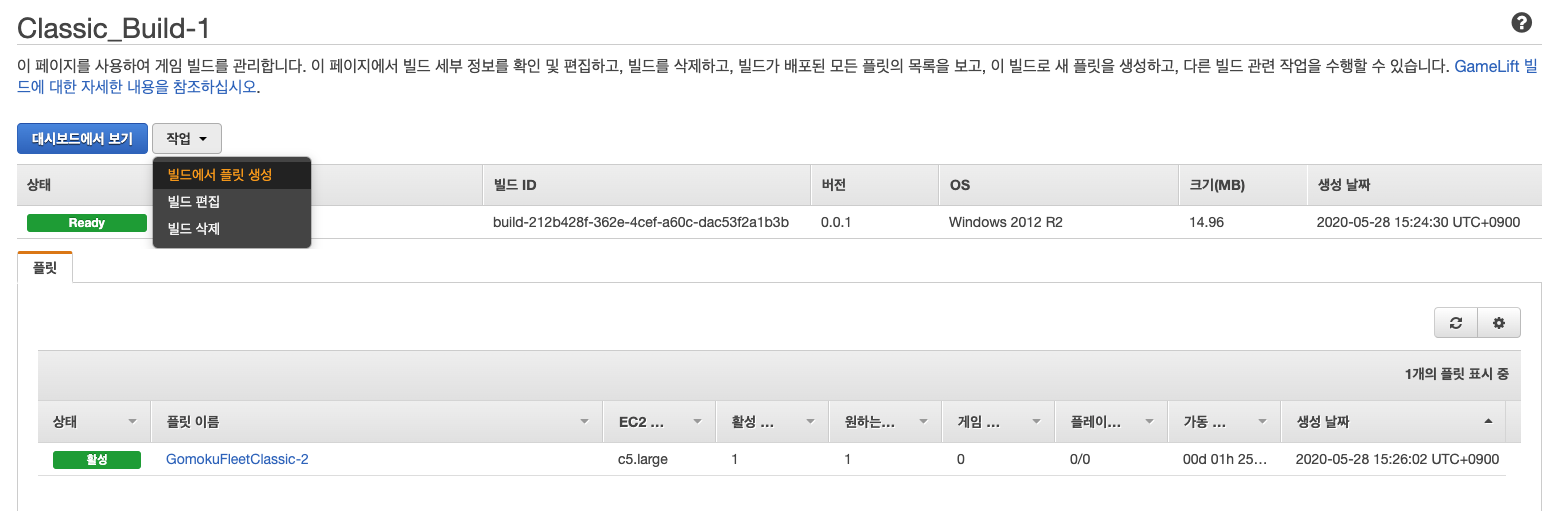 Classic_Build-1
이 페이지를 사용하여 게임 빌드를 관리합니다. 이 페이지에서 빌드 세부 정보를 확인 및 편집하고, 빌드를 삭제하고, 빌드가 배포된 모든 플릿의 목록을 보고, 이 빌드로 새 플릿을 생성하고, 다른 빌드 관련 작업을 수행할 수 있습니다. GameLift 빌
드에 대한 자세한 내용을 참조하십시오.
대시보드에서 보기 작업
빌드에서 플릿 생성
빌드 편집
빌드 삭제
상태 빌드 ID 버전 OS 크기(MB) 생성 날짜
Ready build-212b428f-362e-4cef-a60c-dac53f2a1b3b 0.0.1 Windows 2012 R2 14.96 2020-05-28 15:24:30 UTC+0900
플릿
1개의 플릿 표시 중
상태 플릿 이름 EC2 ... 활성 ... 원하는... 게임 ... 플레이... 가동 ... 생성 날짜
활성 GomokuFleetClassic-2 c5.large 1 1 0 0/0 00d 01h 25... 2020-05-28 15:26:02 UTC+0900